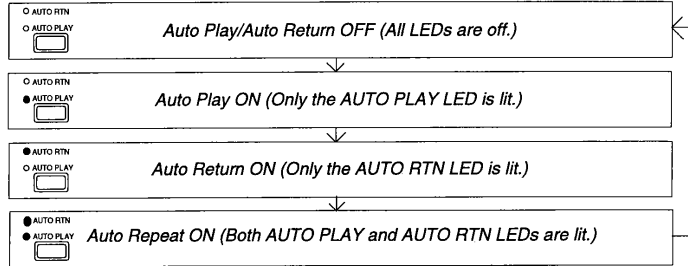 AUTO RTN
AUTO PLAY
Auto Play/Auto Return OFF (All LEDs are off.)
AUTO RTN
AUTO PLAY
Auto Play ON (Only the AUTO PLAY LED is lit.)
AUTO RTN
AUTO PLAY
Auto Return ON (Only the AUTO RTN LED is lit.)
AUTO RTN
AUTO PLAY
Auto Repeat ON (Both AUTO PLAY and AUTO RTN LEDs are lit.)